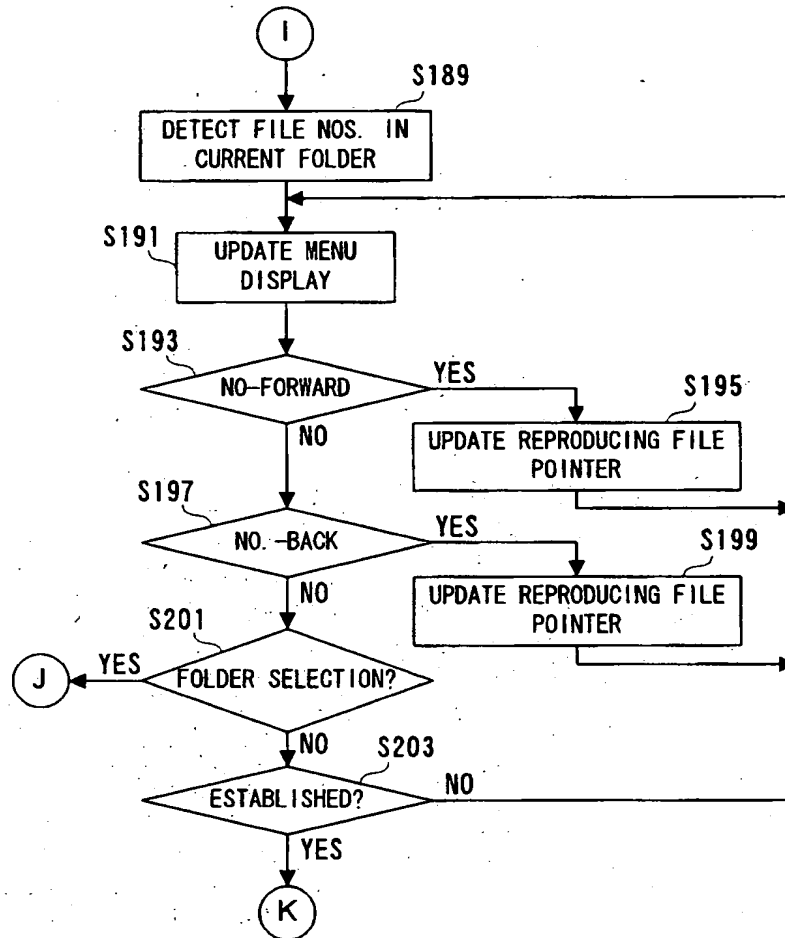 I
S189
DETECT FILE NOS. IN
CURRENT FOLDER
S191
UPDATE MENU
DISPLAY
S193
NO-FORWARD
YES
NO
S195
UPDATE REPRODUCING FILE
POINTER
S197
NO.-BACK
YES
NO
S199
UPDATE REPRODUCING FILE
POINTER
S201
FOLDER SELECTION?
YES
J
NO
S203
ESTABLISHED?
NO
YES
K